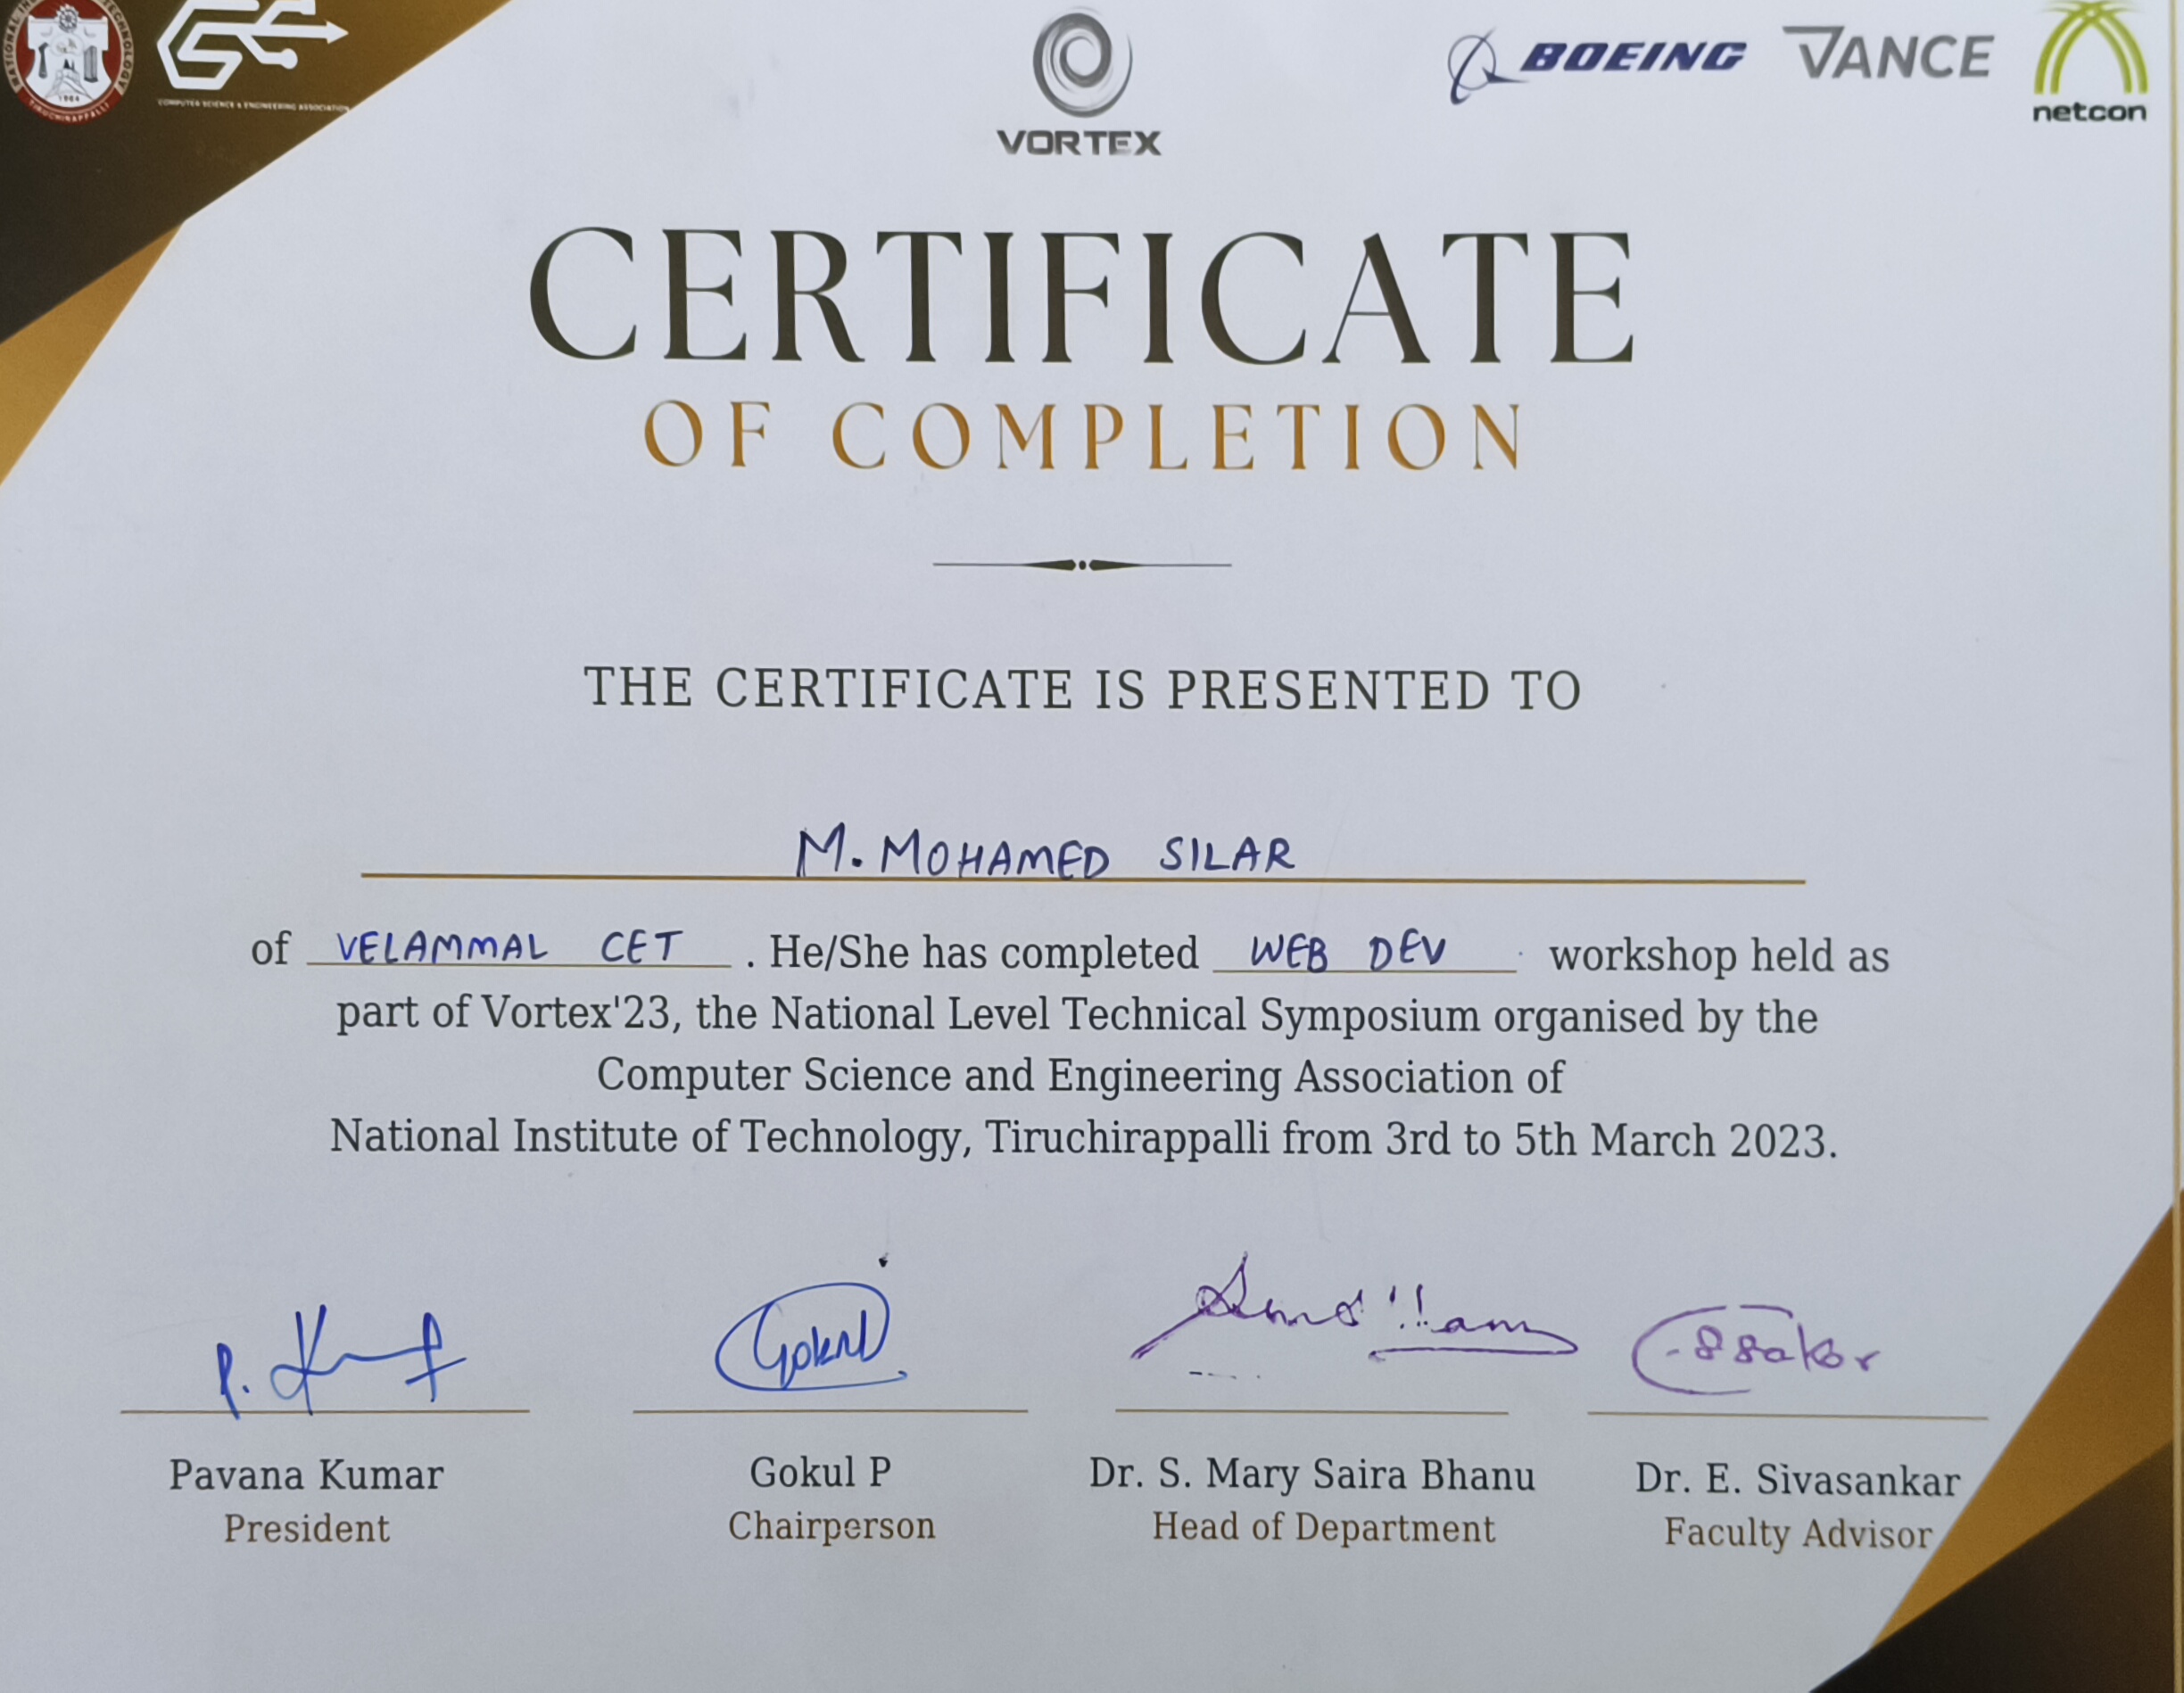 COMPUTER SCIENCE & ENGINEERING ASSOCIATION
TIRUCHIRAPPALLI
1964
VORTEX
BOEING
VANCE
netcon
CERTIFICATE
OF COMPLETION
THE CERTIFICATE IS PRESENTED TO
M. MOHAMED SILAR
of VELAMMAL CET . He/She has completed WEB DEV workshop held as
part of Vortex'23, the National Level Technical Symposium organised by the
Computer Science and Engineering Association of
National Institute of Technology, Tiruchirappalli from 3rd to 5th March 2023.
P. Gokul
Pavana Kumar Gokul P Dr. S. Mary Saira Bhanu Dr. E. Sivasankar
President Chairperson Head of Department Faculty Advisor